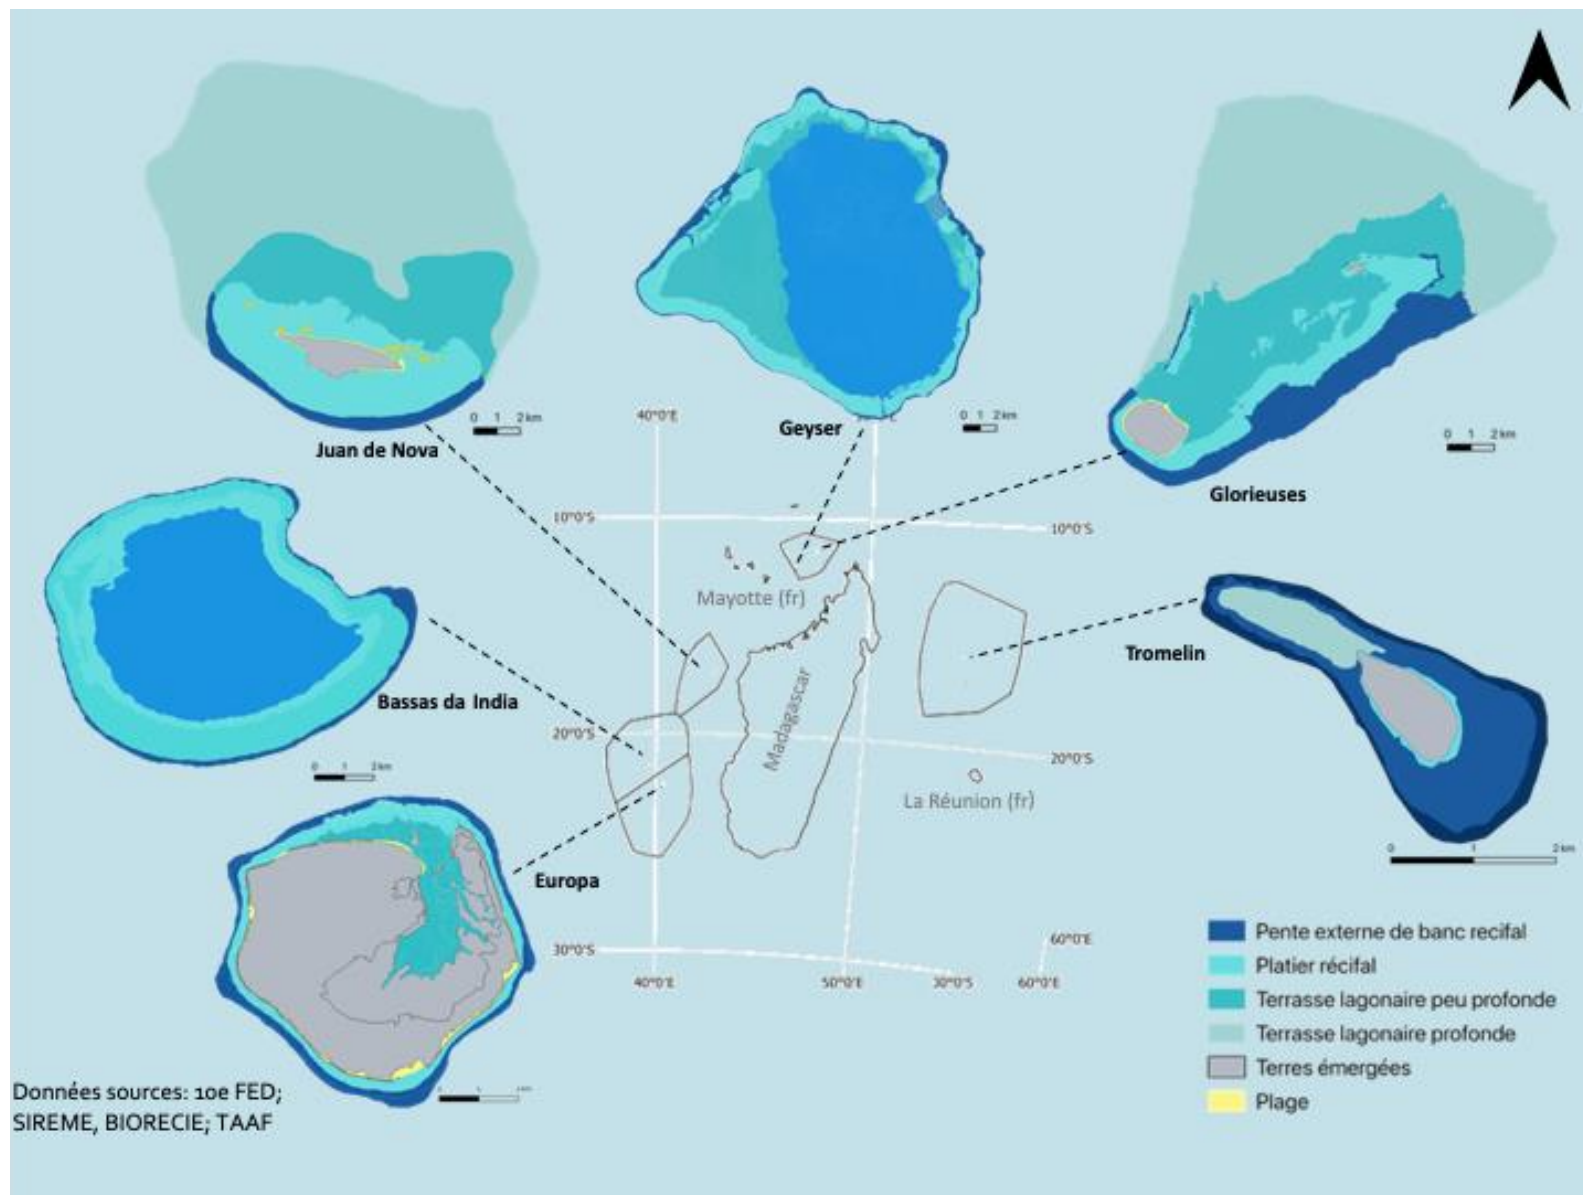 0 1 2 km
Juan de Nova
Geyser
0 1 2 km
0 1 2 km
Glorieuses
40°0'E
10°0'S
10°0'S
Mayotte (fr)
Madagascar
Tromelin
Bassas da India
0 1 2 km
20°0'S
20°0'S
La Réunion (fr)
0 1 2 km
Europa
30°0'S
40°0'E
50°0'E
30°0'S
60°0'E
60°0'E
Pente externe de banc recifal
Platier récifal
Terrasse lagonaire peu profonde
Terrasse lagonaire profonde
Terres émergées
Plage
Données sources: 10e FED;
SIREME, BIORECIE; TAAF